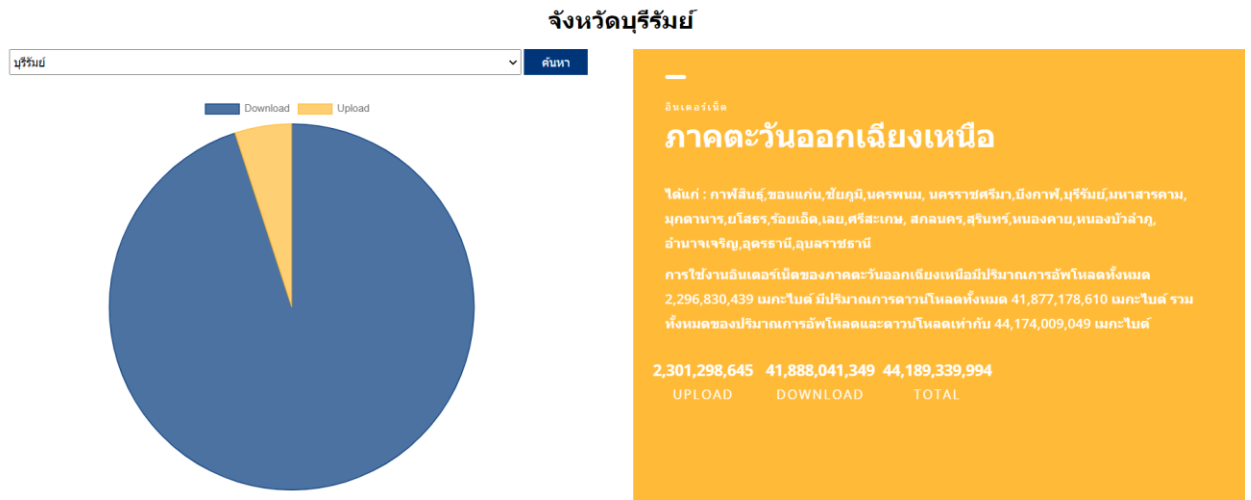 จังหวัดบุรีรัมย์
บุรีรัมย์
ค้นหา
Download Upload
อินเตอร์เน็ต
ภาคตะวันออกเฉียงเหนือ
ได้แก่ : กาฬสินธุ์,ขอนแก่น,ชัยภูมิ,นครพนม, นครราชศรีมา,บึงกาฬ,บุรีรัมย์,มหาสารคาม,
มุกดาหาร,ยโสธร,ร้อยเอ็ด,เลย,ศรีสะเกษ, สกลนคร,สุรินทร์,หนองคาย,หนองบัวลำภู,
อำนาจเจริญ,อุดรธานี,อุบลราชธานี
การใช้งานอินเตอร์เน็ตของภาคตะวันออกเฉียงเหนือมีปริมาณการอัพโหลดทั้งหมด
2,296,830,439 เมกะไบต์ มีปริมาณการดาวน์โหลดทั้งหมด 41,877,178,610 เมกะไบต์ รวม
ทั้งหมดของปริมาณการอัพโหลดและดาวน์โหลดเท่ากับ 44,174,009,049 เมกะไบต์
2,301,298,645 41,888,041,349 44,189,339,994
UPLOAD DOWNLOAD TOTAL